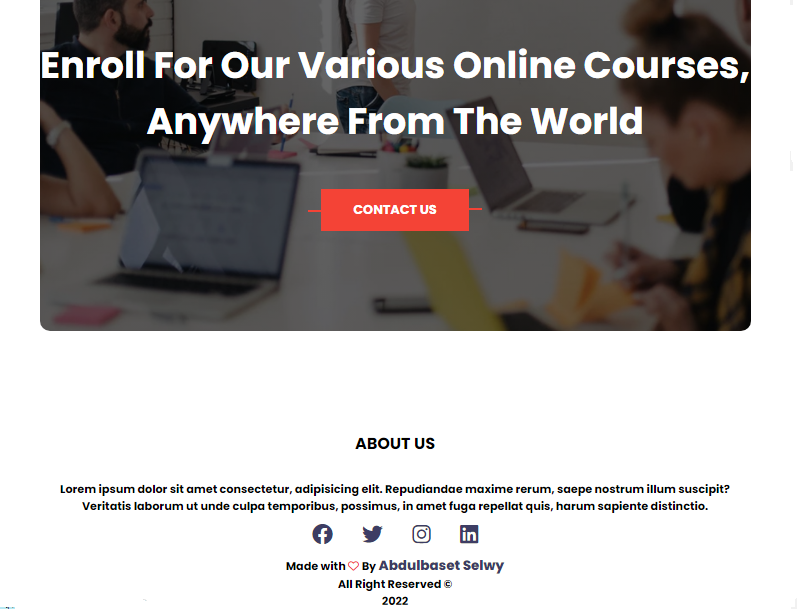 Enroll For Our Various Online Courses,
Anywhere From The World
CONTACT US
ABOUT US
Lorem ipsum dolor sit amet consectetur, adipisicing elit. Repudiandae maxime rerum, saepe nostrum illum suscipit?
Veritatis laborum ut unde culpa temporibus, possimus, in amet fuga repellat quis, harum sapiente distinctio.
Made with ♡ By Abdulbaset Selwy
All Right Reserved ©
2022